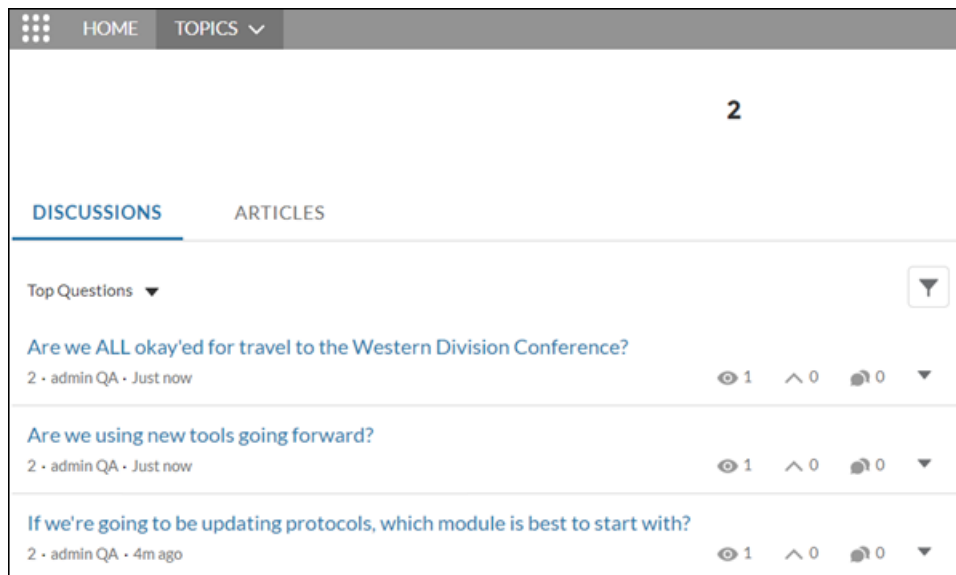 HOME TOPICS
2
DISCUSSIONS ARTICLES
Top Questions
Are we ALL okay'ed for travel to the Western Division Conference?
2 • admin QA • Just now 1 0 0
Are we using new tools going forward?
2 • admin QA • Just now 1 0 0
If we're going to be updating protocols, which module is best to start with?
2 • admin QA • 4m ago 1 0 0